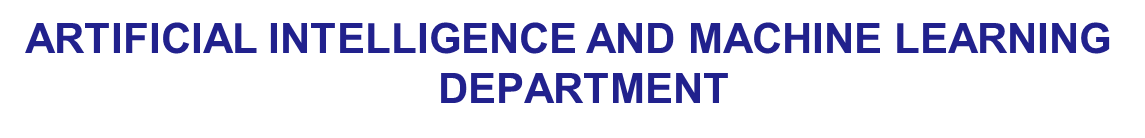 ARTIFICIAL INTELLIGENCE AND MACHINE LEARNING
DEPARTMENT